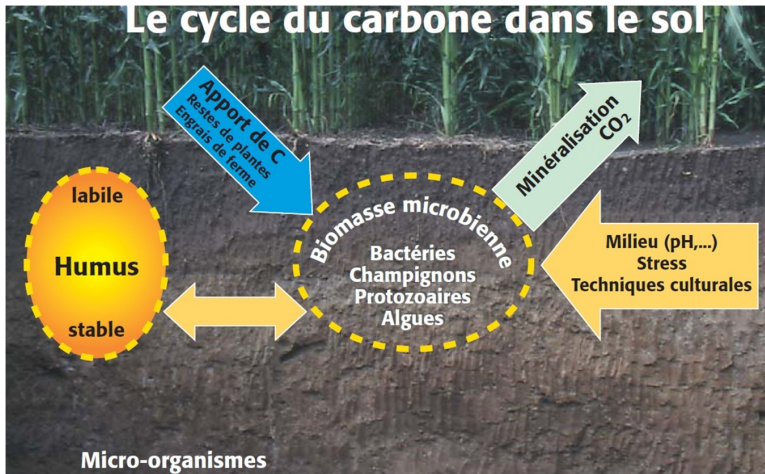 Le cycle du carbone dans le sol
Apport de C
Restes de plantes
Engrais de ferme
Minéralisation
CO₂
labile
Humus
stable
Biomasse microbienne
Bactéries
Champignons
Protozoaires
Algues
Milieu (pH,...)
Stress
Techniques culturales
Micro-organismes